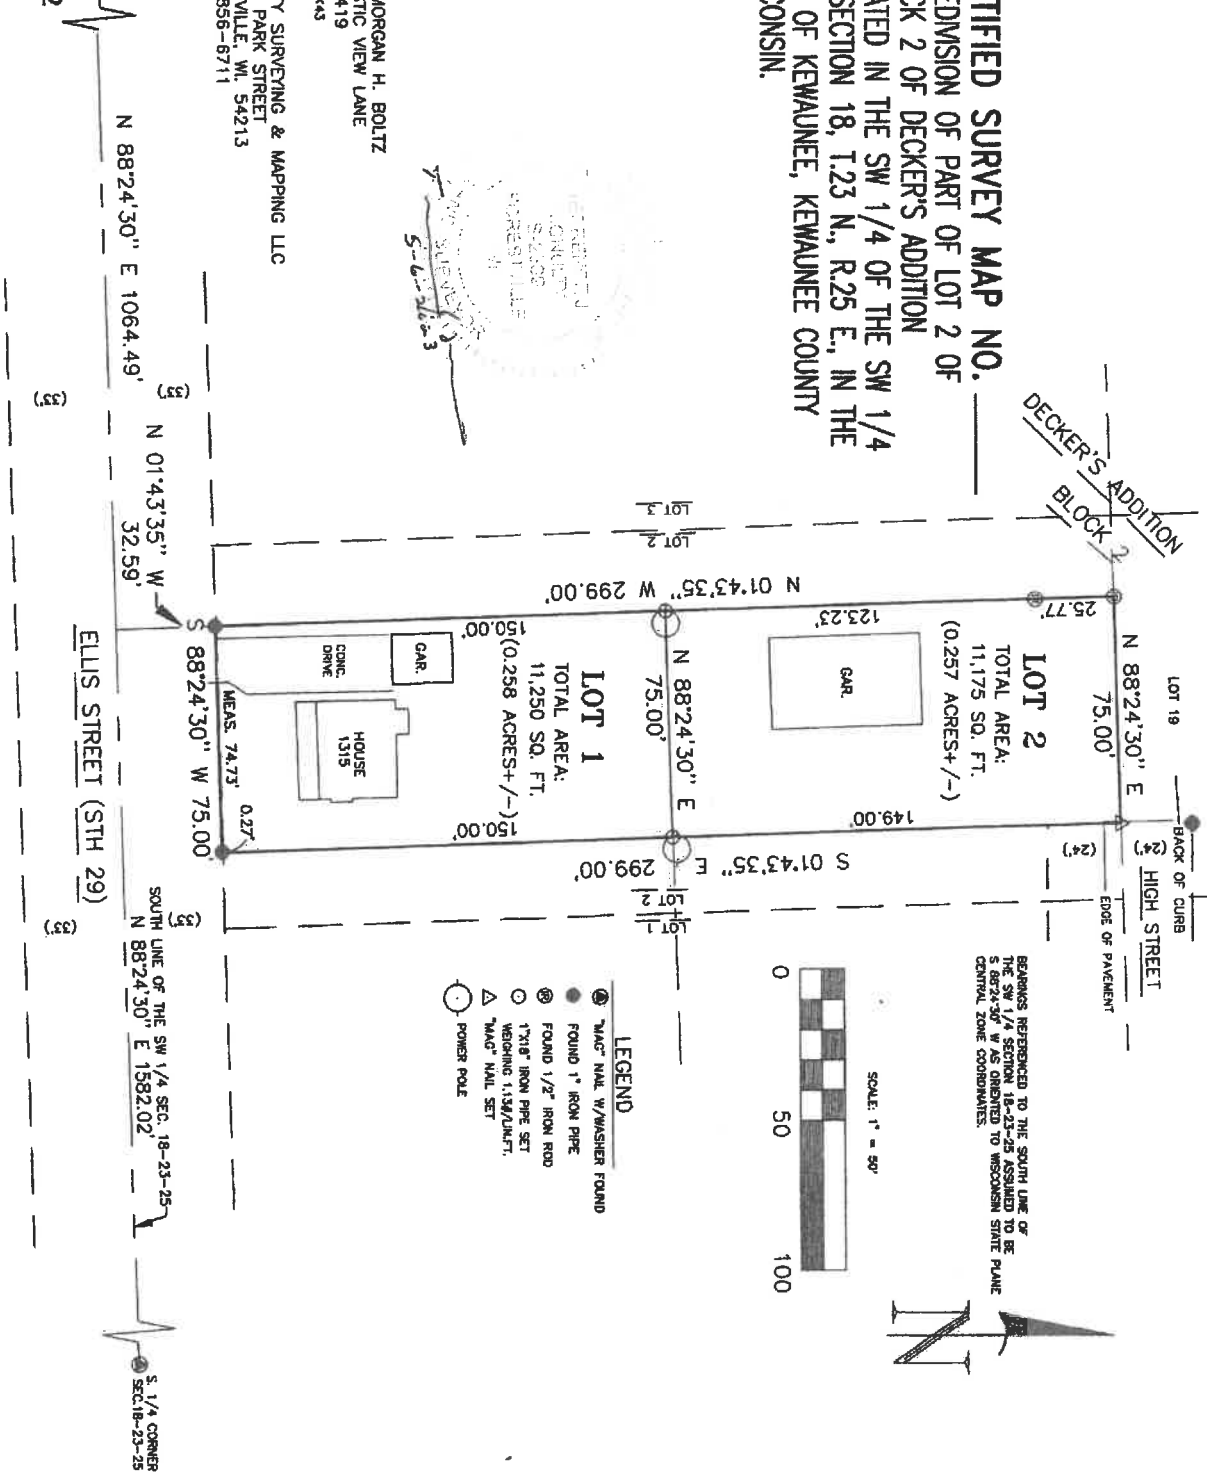 TIFIED SURVEY MAP NO.
EDIVISION OF PART OF LOT 2 OF
CK 2 OF DECKER'S ADDITION
ATED IN THE SW 1/4 OF THE SW 1/4
SECTION 18, T.23 N., R.25 E., IN THE
OF KEWAUNEE, KEWAUNEE COUNTY
CONSIN.
MORGAN H. BOLTZ
STIC VIEW LANE
419
Y SURVEYING & MAPPING LLC
PARK STREET
VILLE, WI. 54213
856-6711
FORESTVILLE
DECKER'S ADDITION
BLOCK 2
LOT 19
N 88°24'30" E
75.00'
BACK OF CURB
(24')
(24')
HIGH STREET
EDGE OF PAVEMENT
25.77'
123.23'
LOT 2
TOTAL AREA:
11,175 SQ. FT.
(0.257 ACRES+/-)
GAR.
149.00'
LOT 3
LOT 2
N 01°43'35" W 299.00'
S 01°43'35" E 299.00'
LOT 2
LOT 1
N 88°24'30" E
75.00'
150.00'
LOT 1
TOTAL AREA:
11,250 SQ. FT.
(0.258 ACRES+/-)
150.00'
GAR.
CONC.
DRIVE
HOUSE
1315
MEAS. 74.73'
0.27'
S 88°24'30" W 75.00'
N 01°43'35" W
32.59'
N 88°24'30" E 1064.49'
(33')
(33')
(33')
(33')
ELLIS STREET (STH 29)
SOUTH LINE OF THE SW 1/4 SEC. 18-23-25
N 88°24'30" E 1582.02'
S. 1/4 CORNER
SEC.18-23-25
BEARINGS REFERENCED TO THE SOUTH LINE OF
THE SW 1/4 SECTION 18-23-25 ASSUMED TO BE
S 88°24'30" W AS ORIENTED TO WISCONSIN STATE PLANE
CENTRAL ZONE COORDINATES.
N
SCALE: 1" = 50'
0 50 100
LEGEND
"MAG" NAIL W/WASHER FOUND
FOUND 1" IRON PIPE
FOUND 1/2" IRON ROD
1"X18" IRON PIPE SET
WEIGHING 1.13#/LIN.FT.
"MAG" NAIL SET
POWER POLE